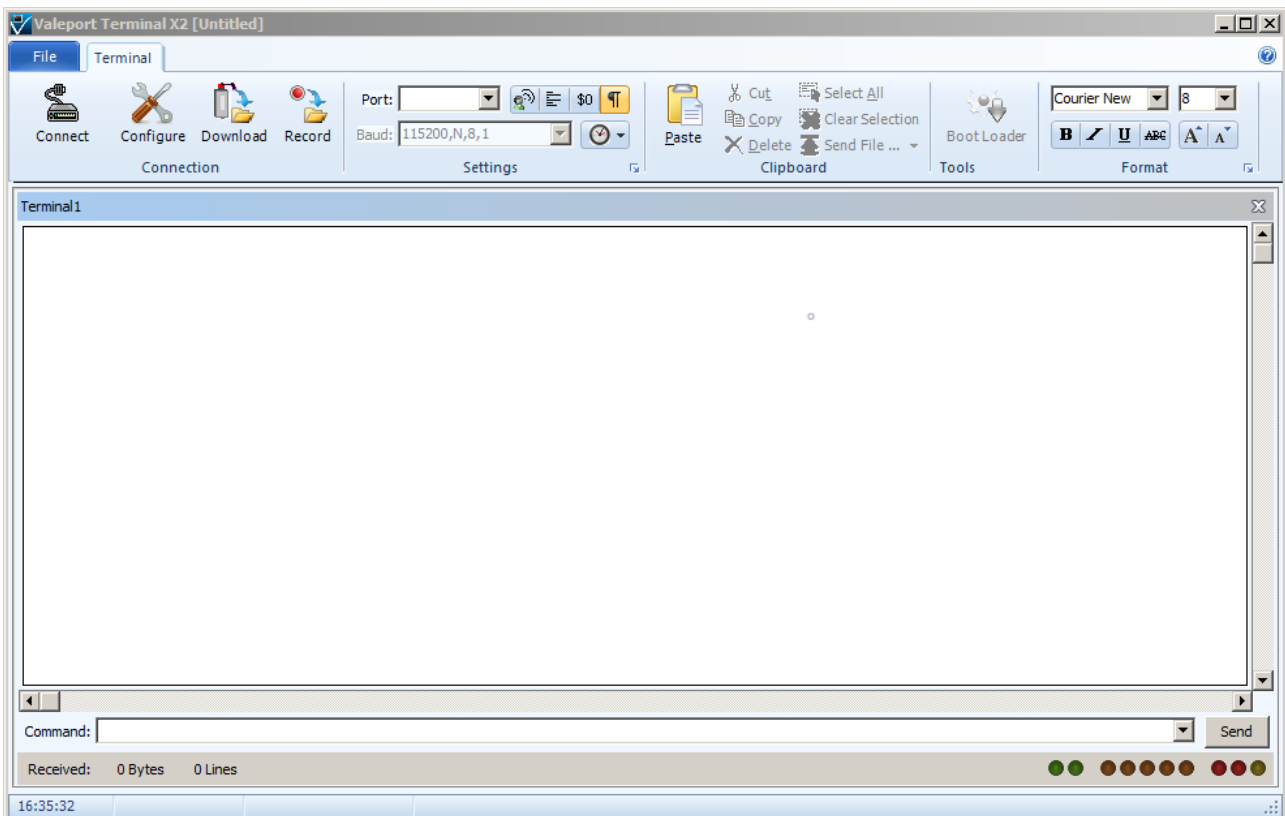 Valeport Terminal X2 [Untitled]
File Terminal
Port: $0 ¶ Cut Select All Courier New 8
Copy Clear Selection
Connect Configure Download Record Baud: 115200,N,8,1 Paste Delete Send File ... Boot Loader B I U ABC A A
Connection Settings Clipboard Tools Format
Terminal1
Command: Send
Received: 0 Bytes 0 Lines
16:35:32